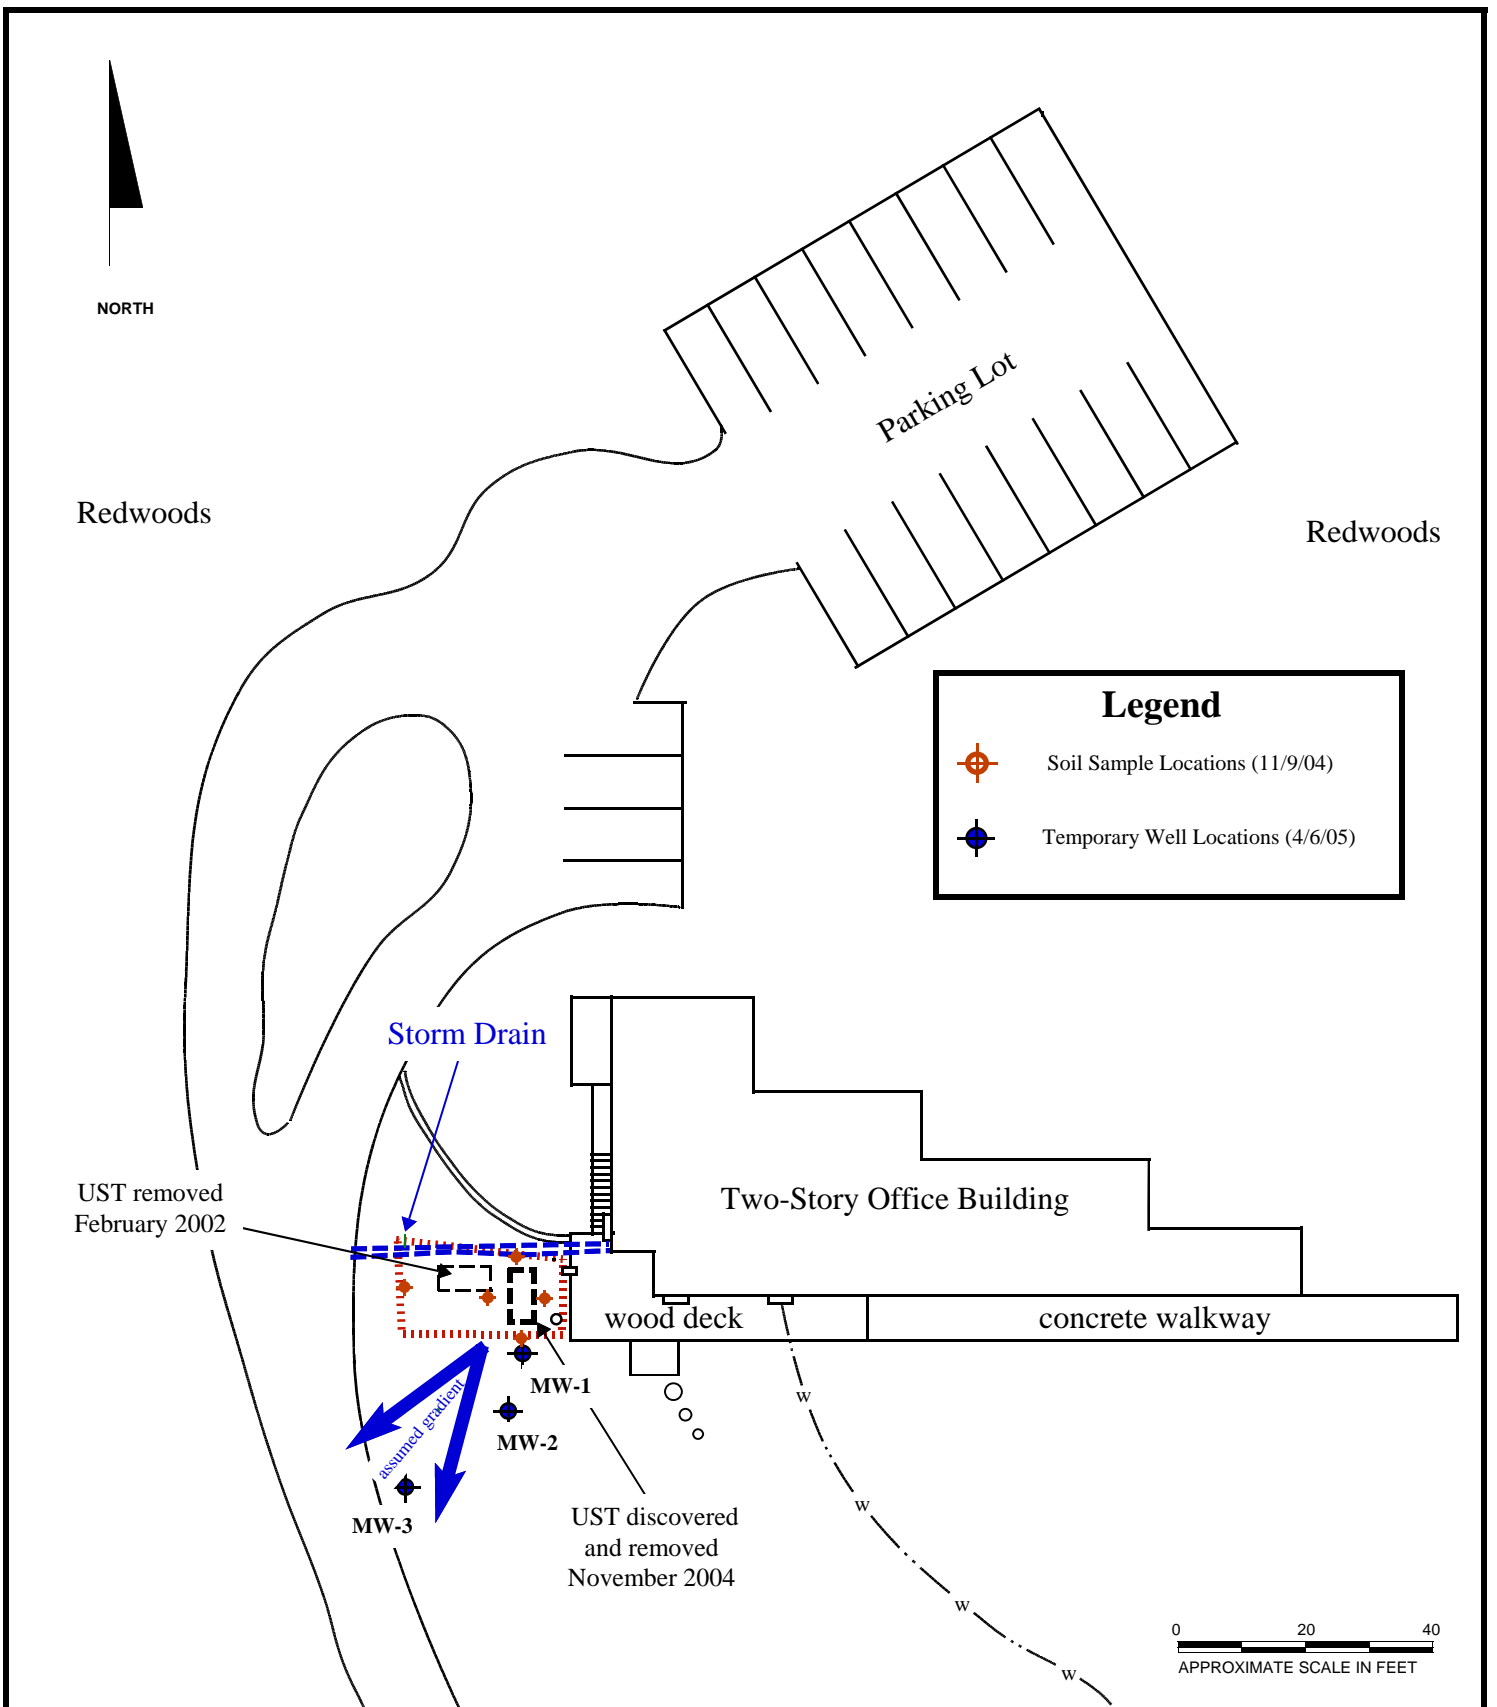 NORTH
Parking Lot
Redwoods
Redwoods
Legend
Soil Sample Locations (11/9/04)
Temporary Well Locations (4/6/05)
Storm Drain
UST removed
February 2002
Two-Story Office Building
wood deck
concrete walkway
MW-1
assumed gradient
MW-2
MW-3
UST discovered
and removed
November 2004
w
w
w
w
0 20 40
APPROXIMATE SCALE IN FEET